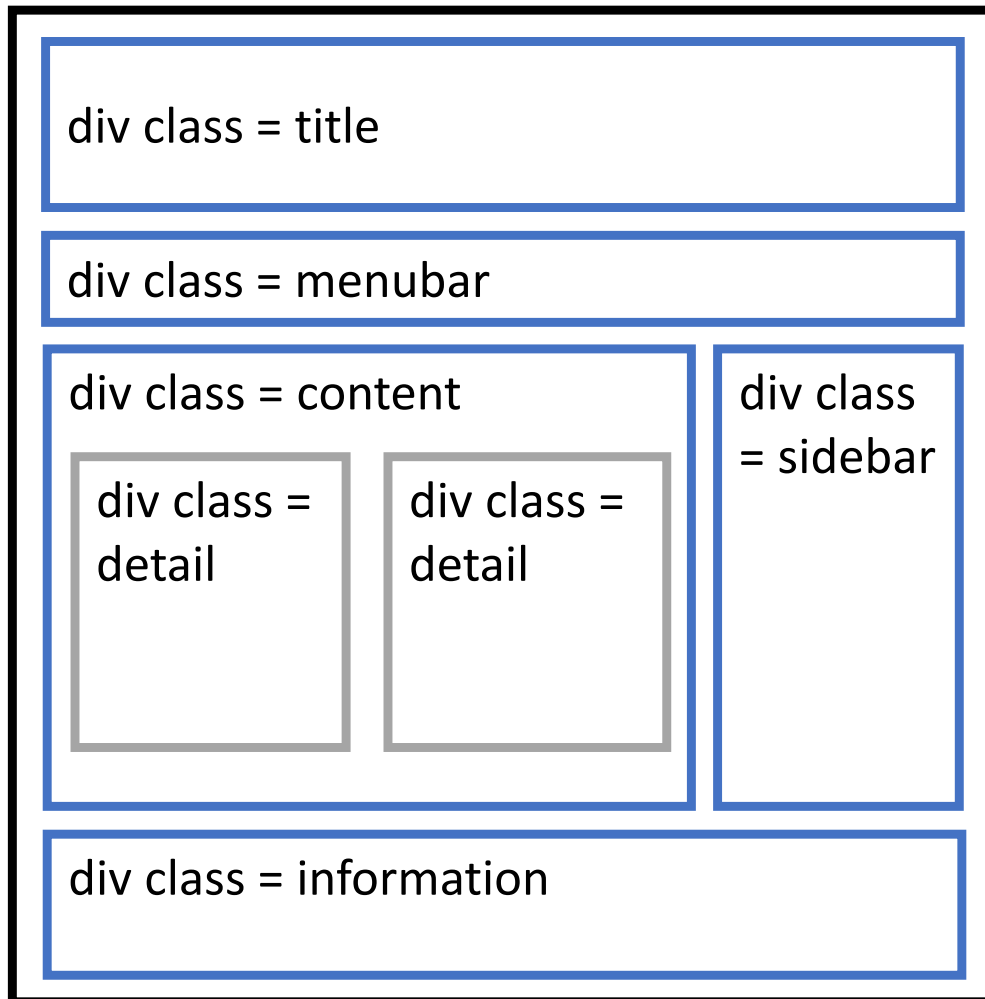 div class = title
div class = menubar
div class = content
div class
= sidebar
div class =
detail
div class =
detail
div class = information